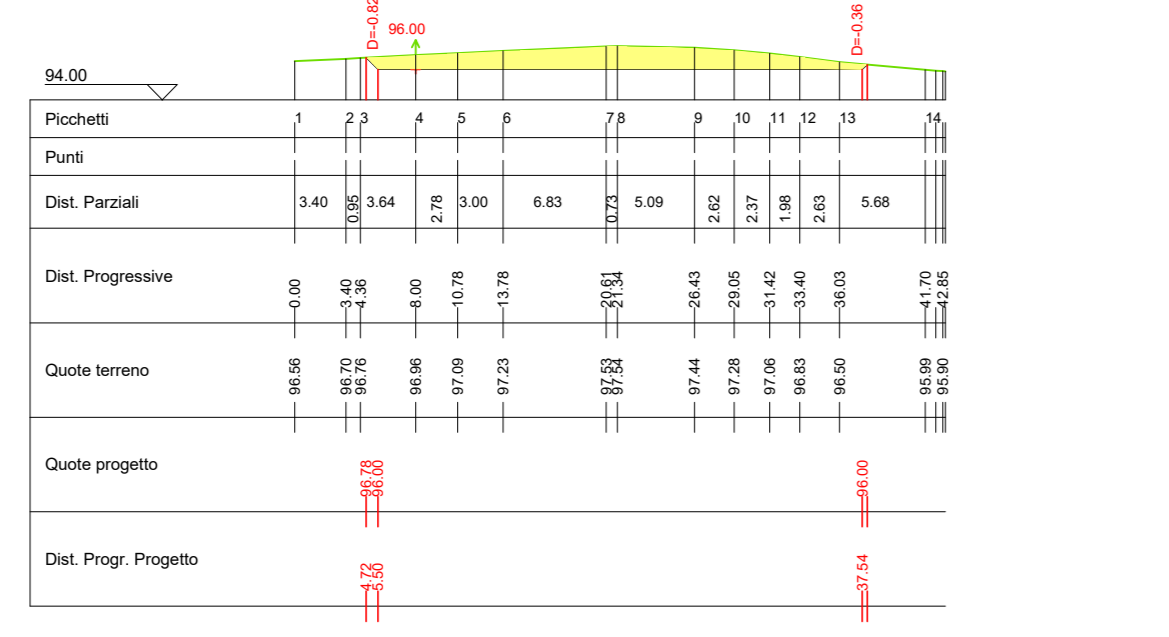 D=-0.82
96.00
D=-0.36
94.00
Picchetti 1 2 3 4 5 6 7 8 9 10 11 12 13 14
Punti
Dist. Parziali 3.40 0.95 3.64 2.78 3.00 6.83 0.73 5.09 2.62 2.37 1.98 2.63 5.68
Dist. Progressive 0.00 3.40 4.36 8.00 10.78 13.78 20.61 21.34 26.43 29.05 31.42 33.40 36.03 41.70 42.85
Quote terreno 96.56 96.70 96.76 96.96 97.09 97.23 97.53 97.54 97.44 97.28 97.06 96.83 96.50 95.99 95.90
Quote progetto 96.78 96.00 96.00
Dist. Progr. Progetto 4.72 5.50 37.54